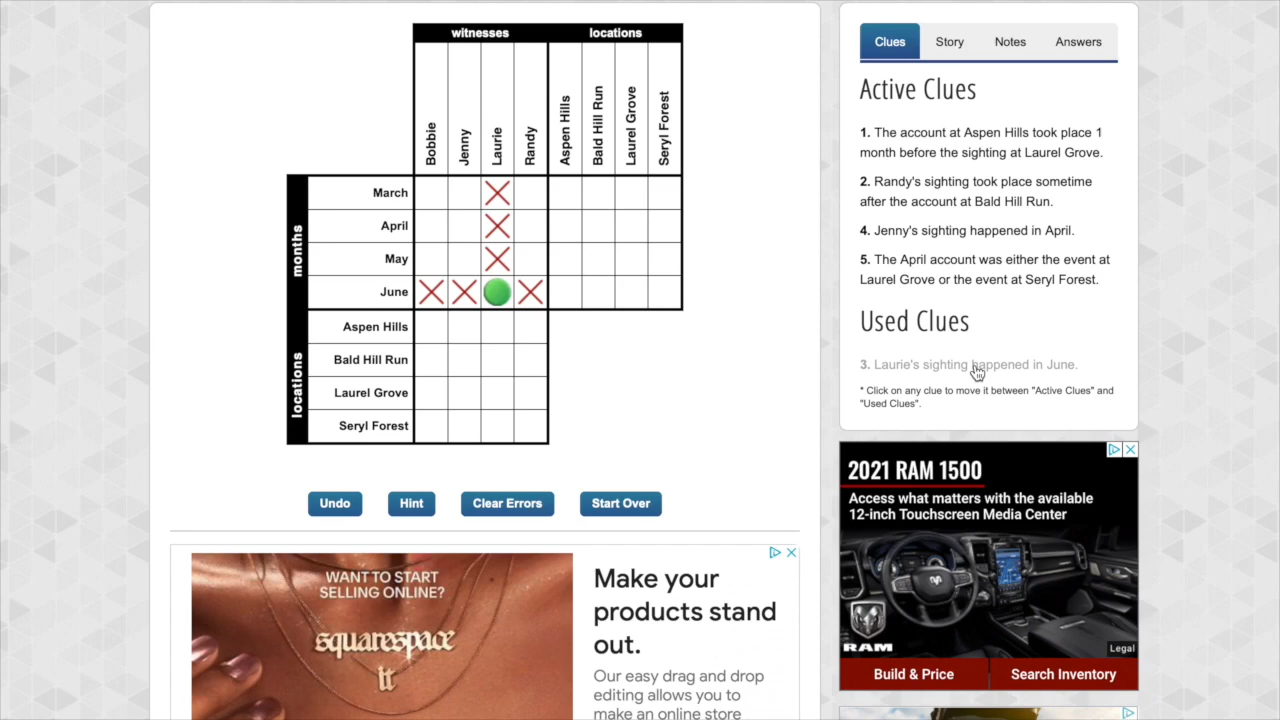 witnesses
locations
Bobbie
Jenny
Laurie
Randy
Aspen Hills
Bald Hill Run
Laurel Grove
Seryl Forest
months
March
April
May
June
locations
Aspen Hills
Bald Hill Run
Laurel Grove
Seryl Forest
Undo
Hint
Clear Errors
Start Over
WANT TO START
SELLING ONLINE?
squarespace
it
Make your
products stand
out.
Our easy drag and drop
editing allows you to
make an online store
Clues
Story
Notes
Answers
Active Clues
1. The account at Aspen Hills took place 1
month before the sighting at Laurel Grove.
2. Randy's sighting took place sometime
after the account at Bald Hill Run.
4. Jenny's sighting happened in April.
5. The April account was either the event at
Laurel Grove or the event at Seryl Forest.
Used Clues
3. Laurie's sighting happened in June.
* Click on any clue to move it between "Active Clues" and
"Used Clues".
2021 RAM 1500
Access what matters with the available
12-inch Touchscreen Media Center
RAM
Legal
Build & Price
Search Inventory